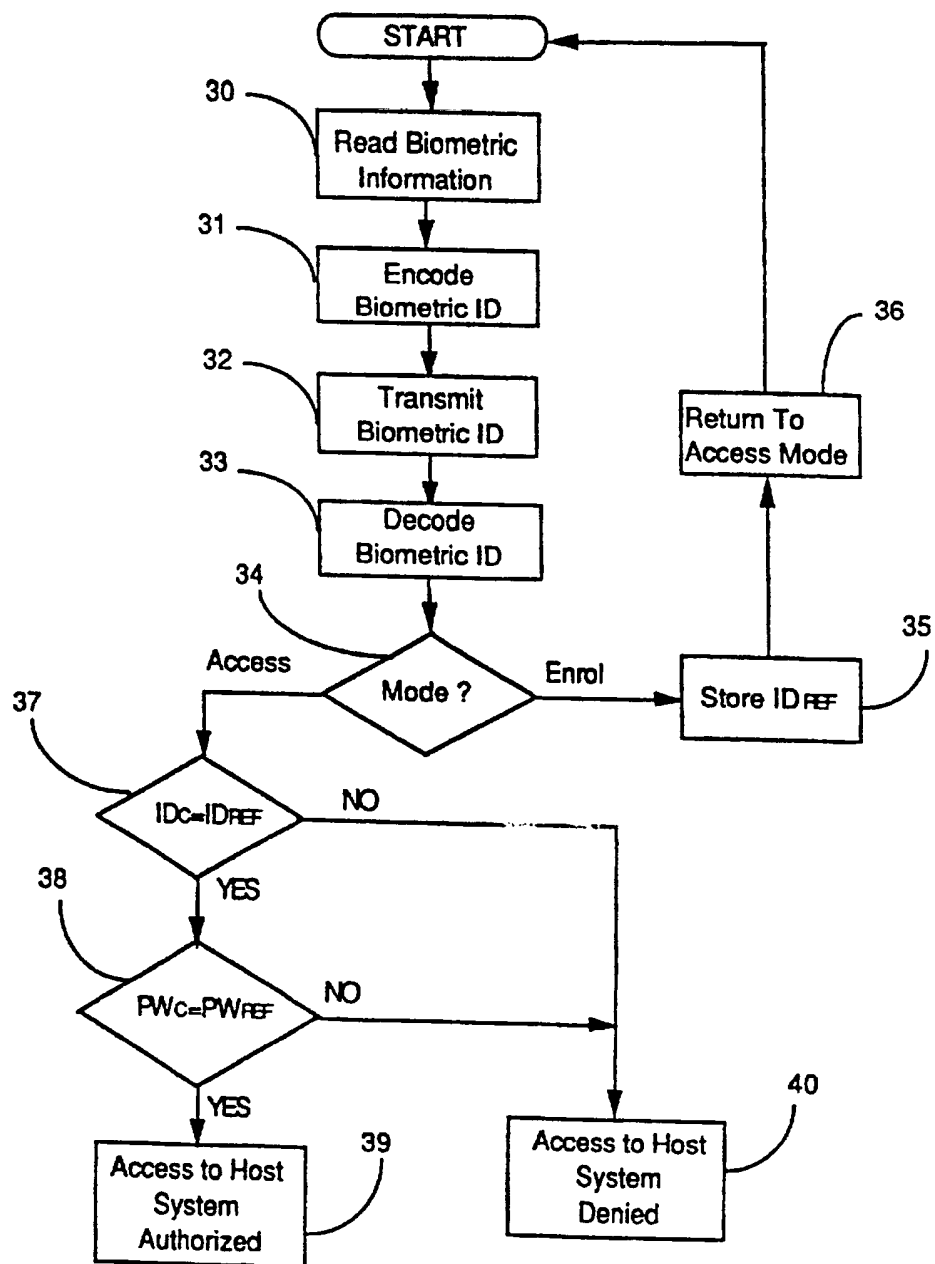 START
30
Read Biometric
Information
31
Encode
Biometric ID
32
Transmit
Biometric ID
36
Return To
Access Mode
33
Decode
Biometric ID
34
Access
Mode ?
Enrol
35
Store IDREF
37
IDC=IDREF
NO
YES
38
PWC=PWREF
NO
YES
39
Access to Host
System
Authorized
40
Access to Host
System
Denied